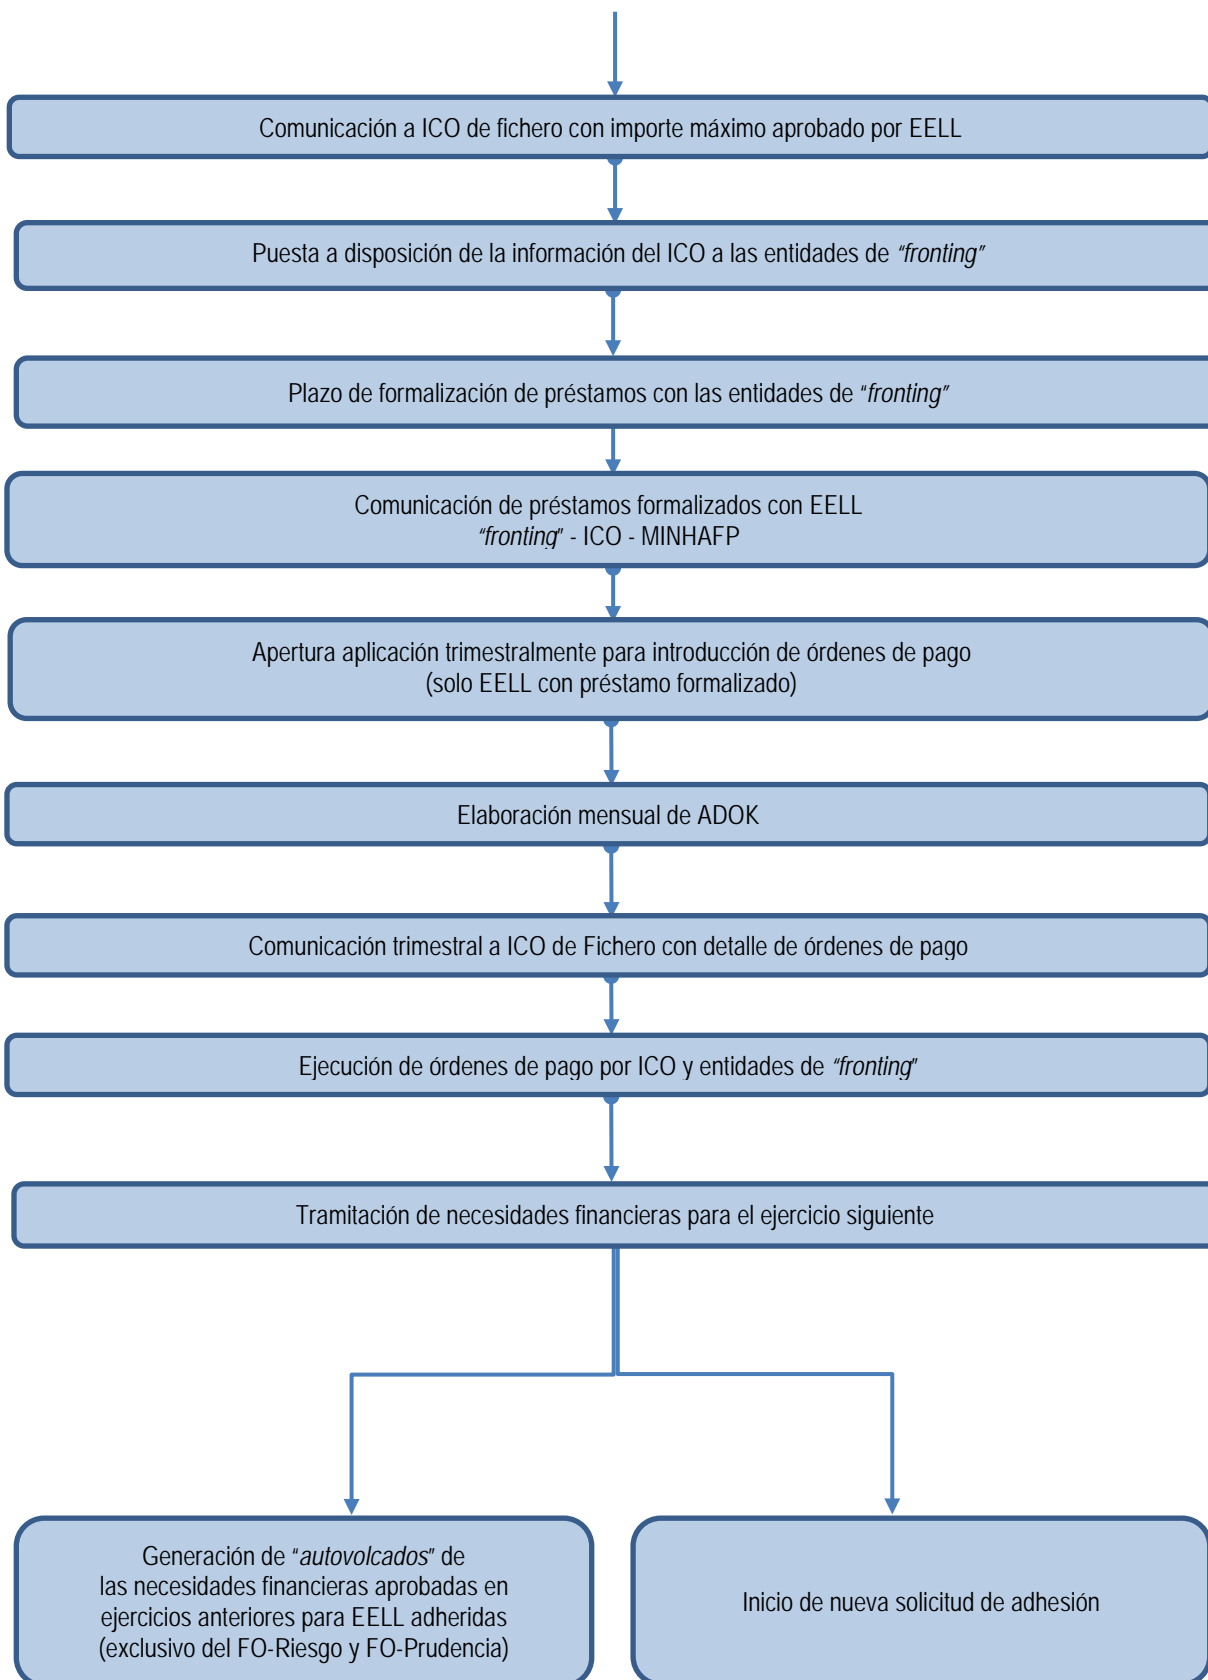 Comunicación a ICO de fichero con importe máximo aprobado por EELL
Puesta a disposición de la información del ICO a las entidades de “fronting”
Plazo de formalización de préstamos con las entidades de “fronting”
Comunicación de préstamos formalizados con EELL
“fronting” - ICO - MINHAFP
Apertura aplicación trimestralmente para introducción de órdenes de pago
(solo EELL con préstamo formalizado)
Elaboración mensual de ADOK
Comunicación trimestral a ICO de Fichero con detalle de órdenes de pago
Ejecución de órdenes de pago por ICO y entidades de “fronting”
Tramitación de necesidades financieras para el ejercicio siguiente
Generación de “autovolcados” de
las necesidades financieras aprobadas en
ejercicios anteriores para EELL adheridas
(exclusivo del FO-Riesgo y FO-Prudencia)
Inicio de nueva solicitud de adhesión